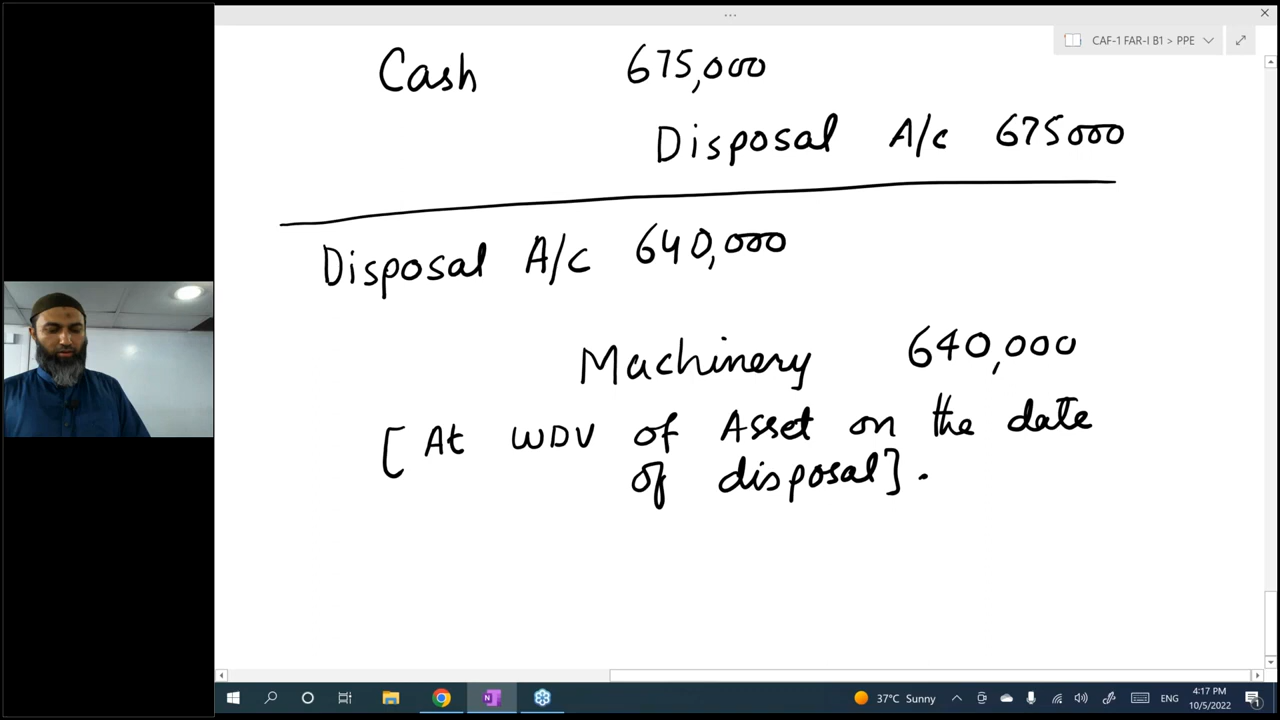 CAF-1 FAR-I B1 > PPE
Cash 675,000
Disposal A/c 675000
Disposal A/c 640,000
Machinery 640,000
[At WDV of Asset on the date
of disposal].
37°C Sunny
ENG
4:17 PM
10/5/2022
1